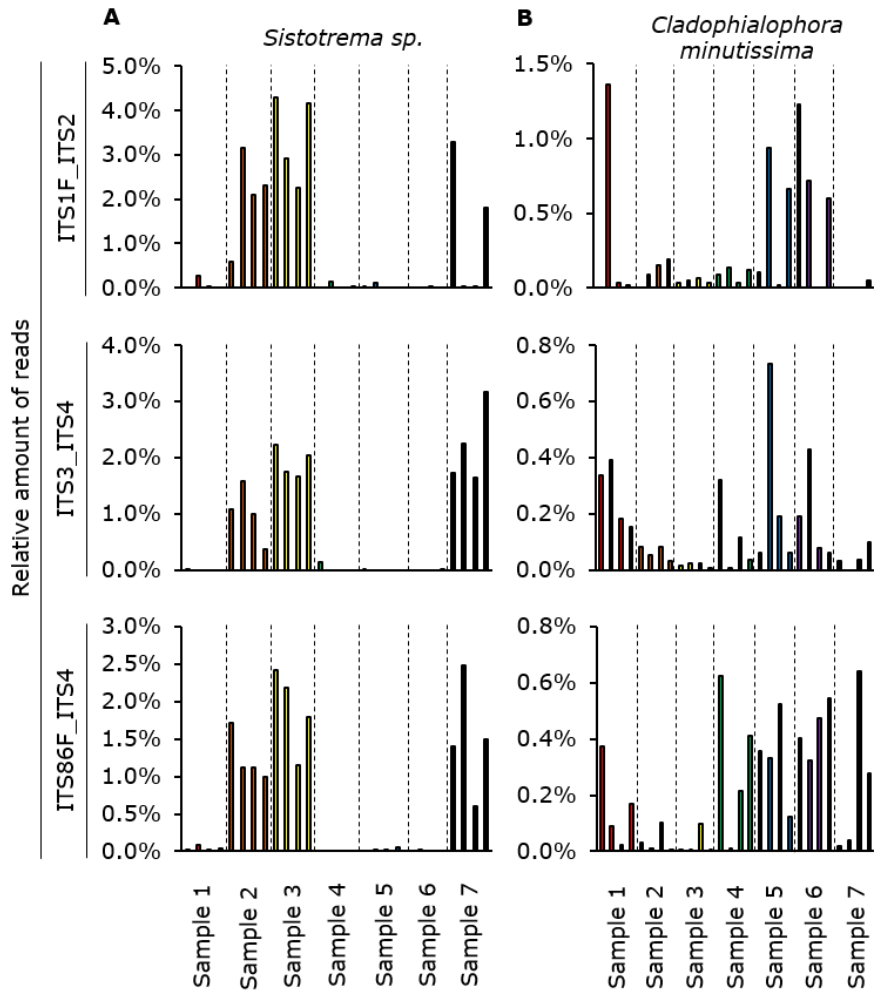 A
Sistotrema sp.
B
Cladophialophora
minutissima
Relative amount of reads
ITS1F_ITS2
5.0%
4.0%
3.0%
2.0%
1.0%
0.0%
1.5%
1.0%
0.5%
0.0%
ITS3_ITS4
4.0%
3.0%
2.0%
1.0%
0.0%
0.8%
0.6%
0.4%
0.2%
0.0%
ITS86F_ITS4
3.0%
2.5%
2.0%
1.5%
1.0%
0.5%
0.0%
0.8%
0.6%
0.4%
0.2%
0.0%
Sample 1
Sample 2
Sample 3
Sample 4
Sample 5
Sample 6
Sample 7
Sample 1
Sample 2
Sample 3
Sample 4
Sample 5
Sample 6
Sample 7